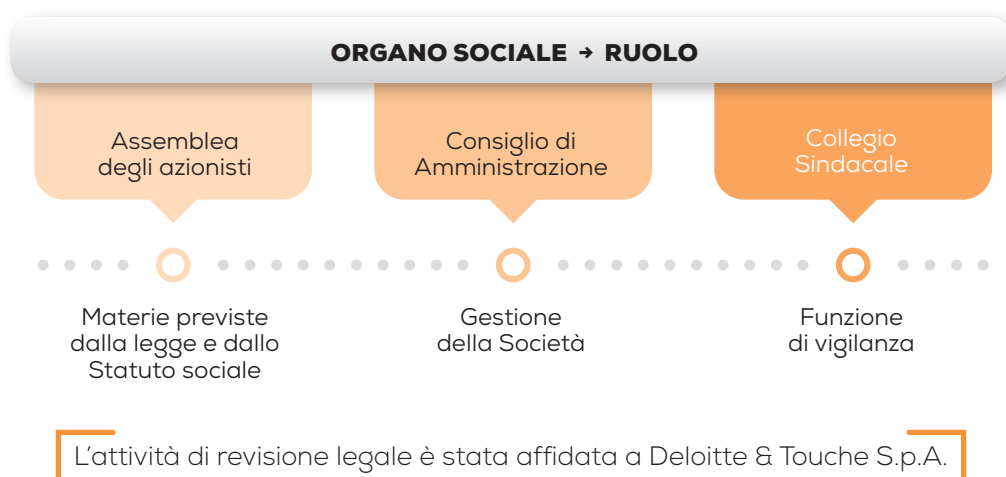 ORGANO SOCIALE → RUOLO
Assemblea
degli azionisti
Consiglio di
Amministrazione
Collegio
Sindacale
Materie previste
dalla legge e dallo
Statuto sociale
Gestione
della Società
Funzione
di vigilanza
L'attività di revisione legale è stata affidata a Deloitte & Touche S.p.A.